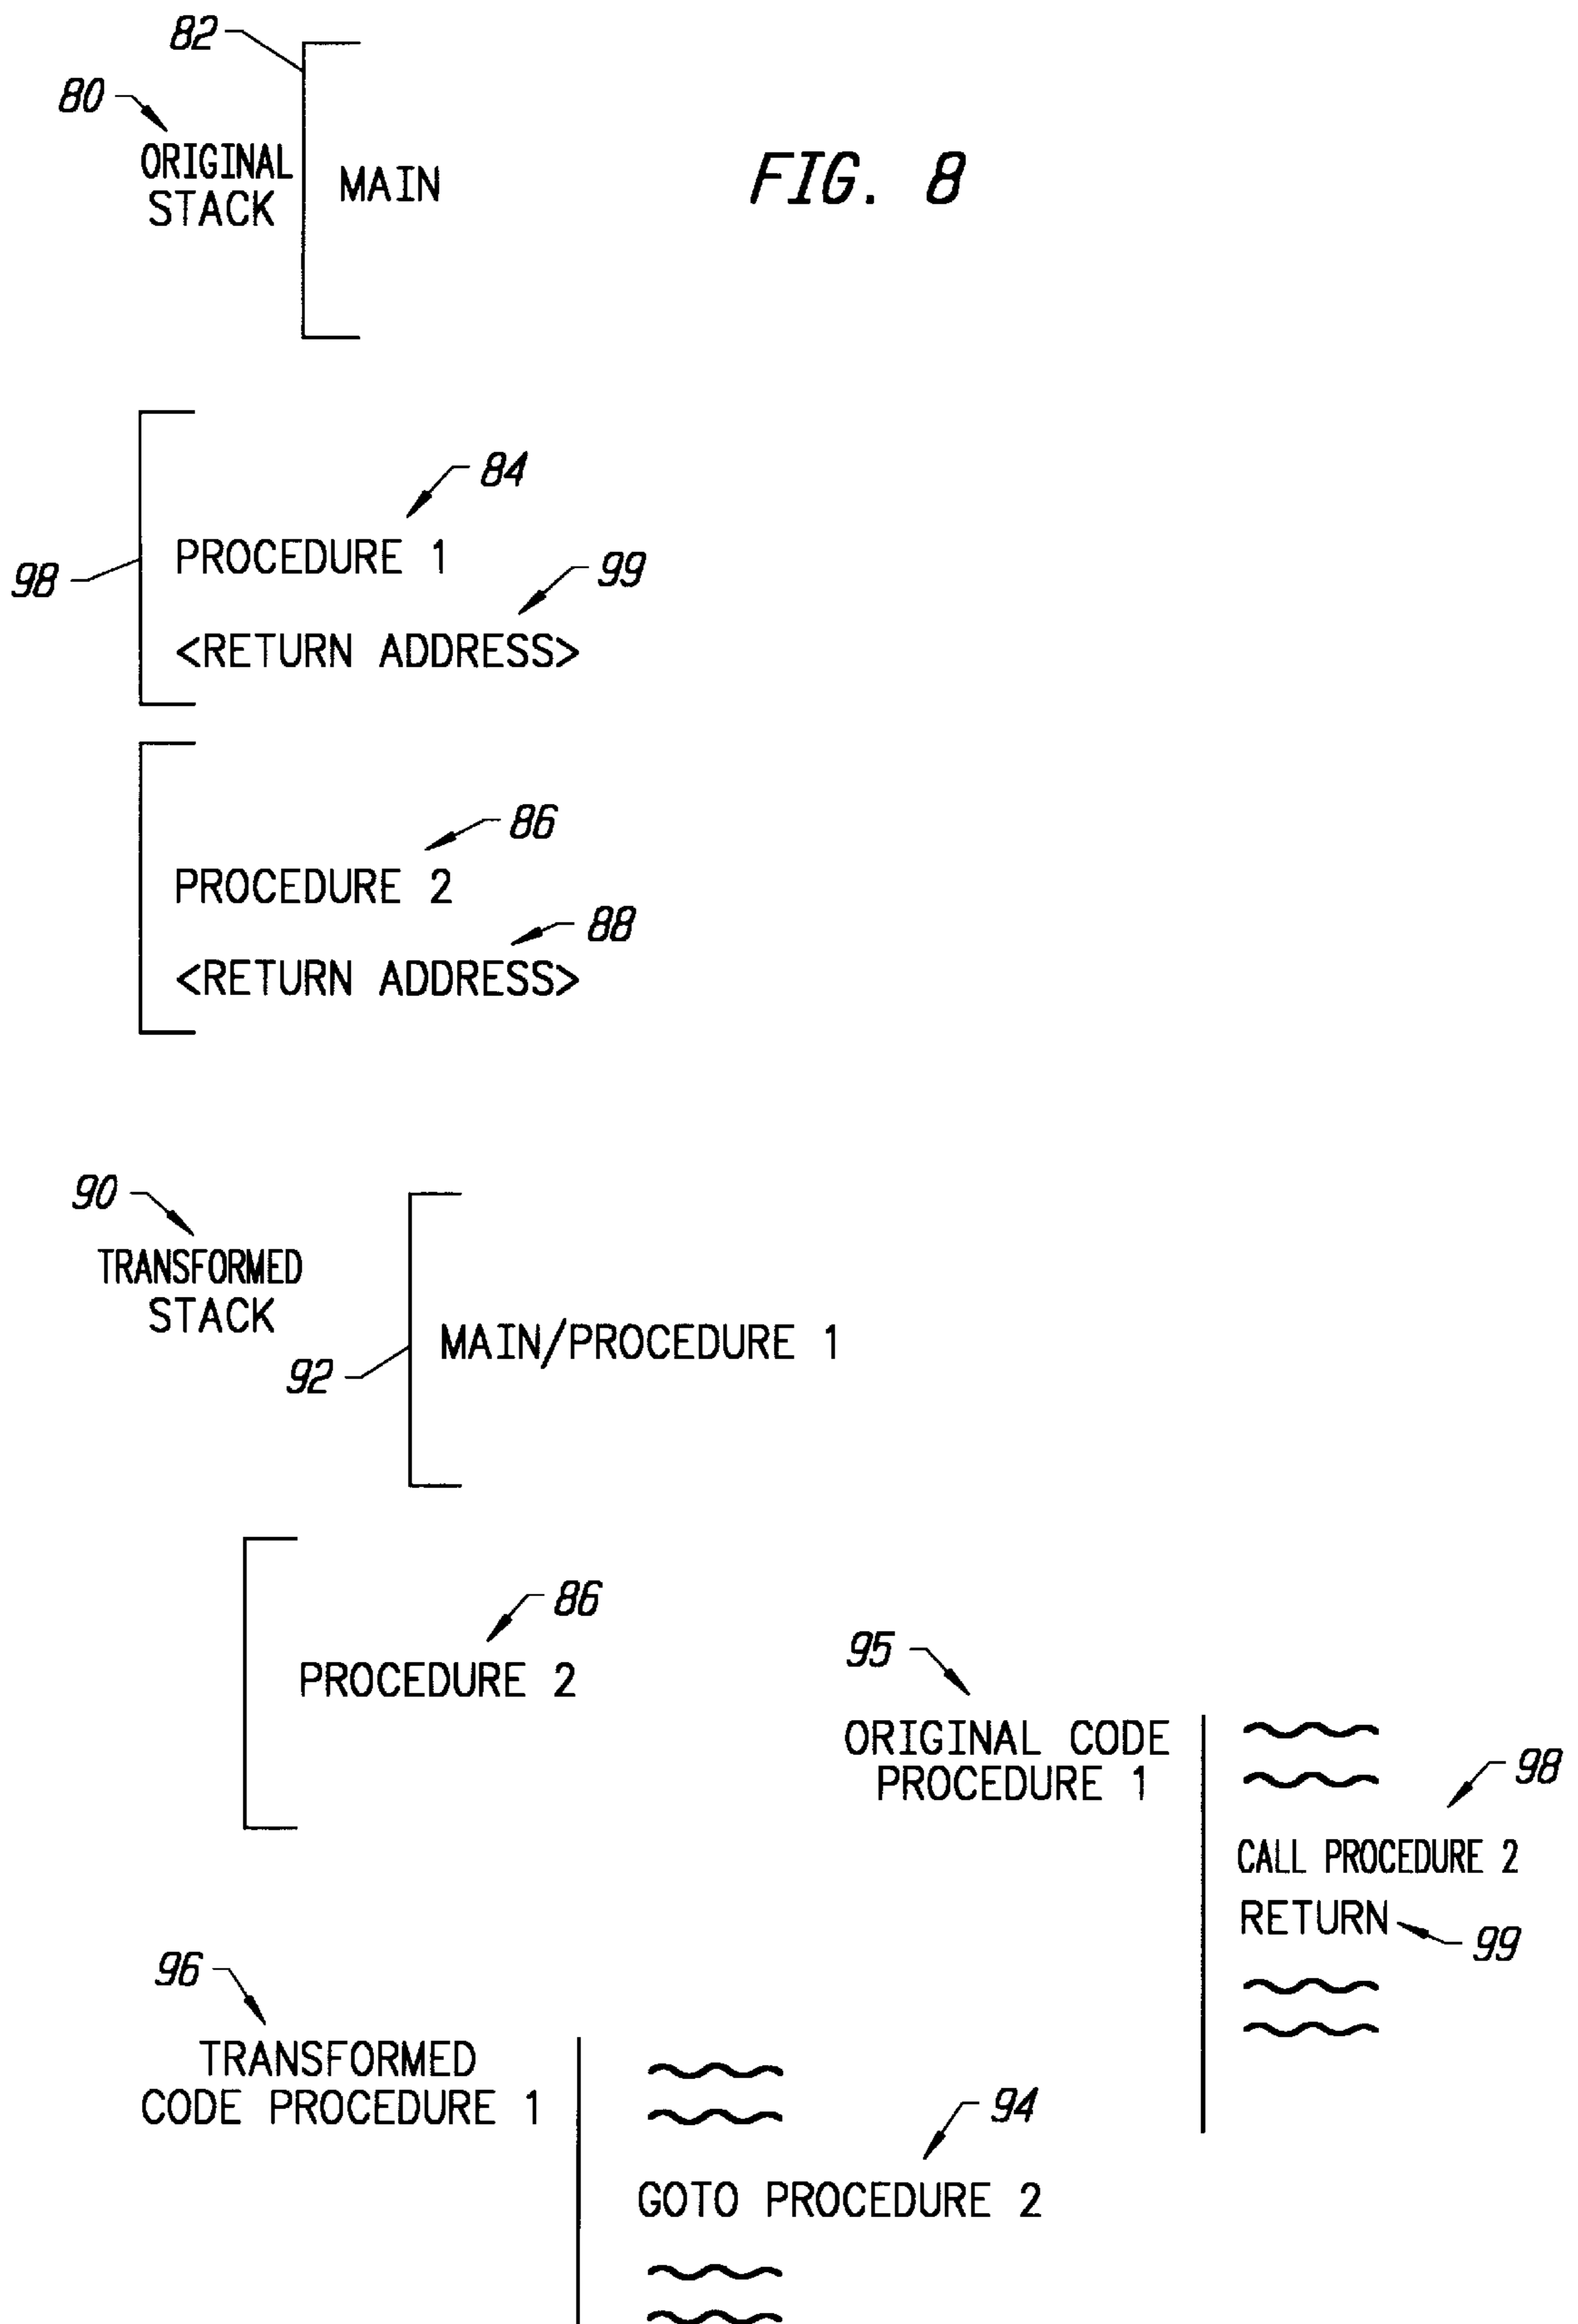 82
80
ORIGINAL
STACK
MAIN
FIG. 8
84
PROCEDURE 1
98
99
<RETURN ADDRESS>
86
PROCEDURE 2
88
<RETURN ADDRESS>
90
TRANSFORMED
STACK
92
MAIN/PROCEDURE 1
86
PROCEDURE 2
95
ORIGINAL CODE
PROCEDURE 1
98
CALL PROCEDURE 2
RETURN
99
96
TRANSFORMED
CODE PROCEDURE 1
94
GOTO PROCEDURE 2